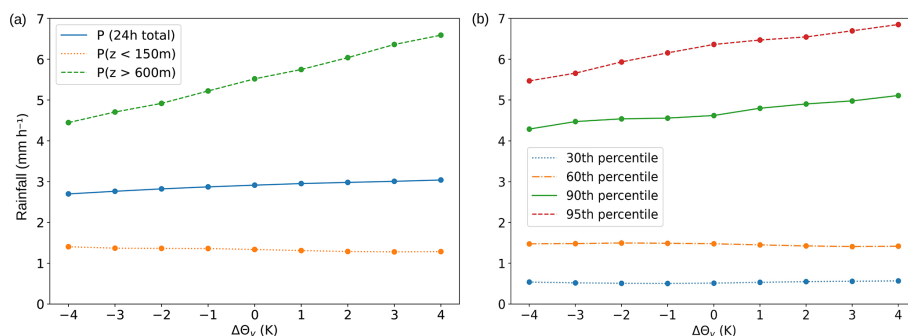 (a)
7
6
5
4
3
2
1
0
Rainfall (mm h⁻¹)
P (24h total)
P(z < 150m)
P(z > 600m)
−4 −3 −2 −1 0 1 2 3 4
ΔΘᵥ (K)
(b)
7
6
5
4
3
2
1
0
30th percentile
60th percentile
90th percentile
95th percentile
−4 −3 −2 −1 0 1 2 3 4
ΔΘᵥ (K)